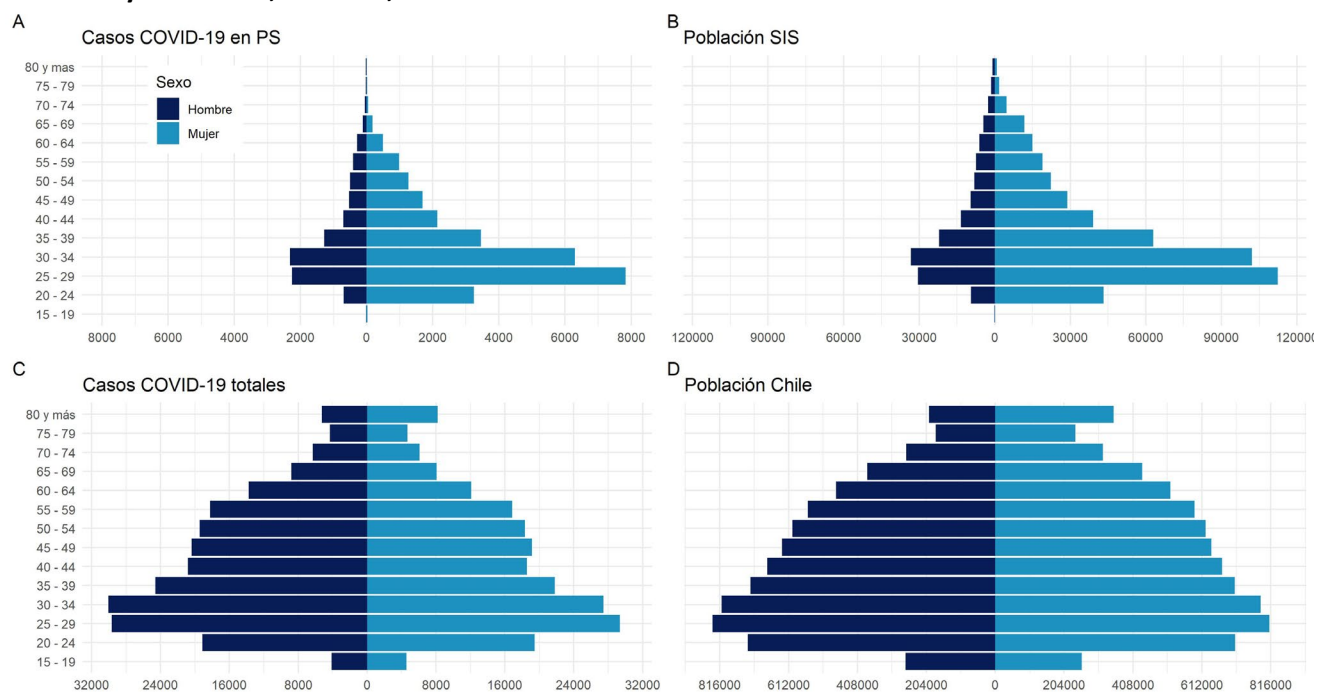 A
Casos COVID-19 en PS
80 y mas
75 - 79
70 - 74
65 - 69
60 - 64
55 - 59
50 - 54
45 - 49
40 - 44
35 - 39
30 - 34
25 - 29
20 - 24
15 - 19
Sexo
Hombre
Mujer
8000 6000 4000 2000 0 2000 4000 6000 8000
B
Población SIS
120000 90000 60000 30000 0 30000 60000 90000 120000
C
Casos COVID-19 totales
80 y más
75 - 79
70 - 74
65 - 69
60 - 64
55 - 59
50 - 54
45 - 49
40 - 44
35 - 39
30 - 34
25 - 29
20 - 24
15 - 19
32000 24000 16000 8000 0 8000 16000 24000 32000
D
Población Chile
816000 612000 408000 204000 0 204000 408000 612000 816000